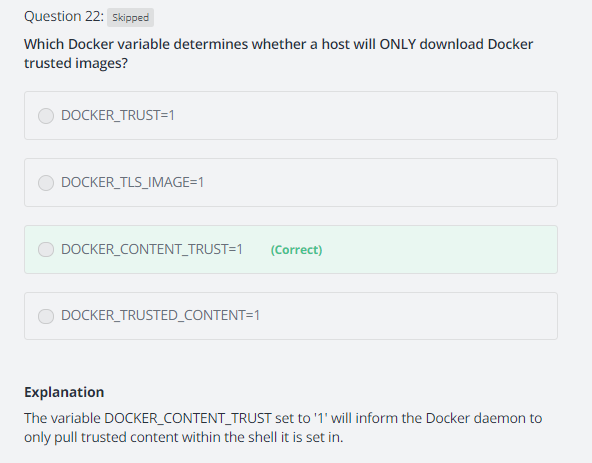 Question 22: Skipped
Which Docker variable determines whether a host will ONLY download Docker
trusted images?
DOCKER_TRUST=1
DOCKER_TLS_IMAGE=1
DOCKER_CONTENT_TRUST=1 (Correct)
DOCKER_TRUSTED_CONTENT=1
Explanation
The variable DOCKER_CONTENT_TRUST set to '1' will inform the Docker daemon to
only pull trusted content within the shell it is set in.